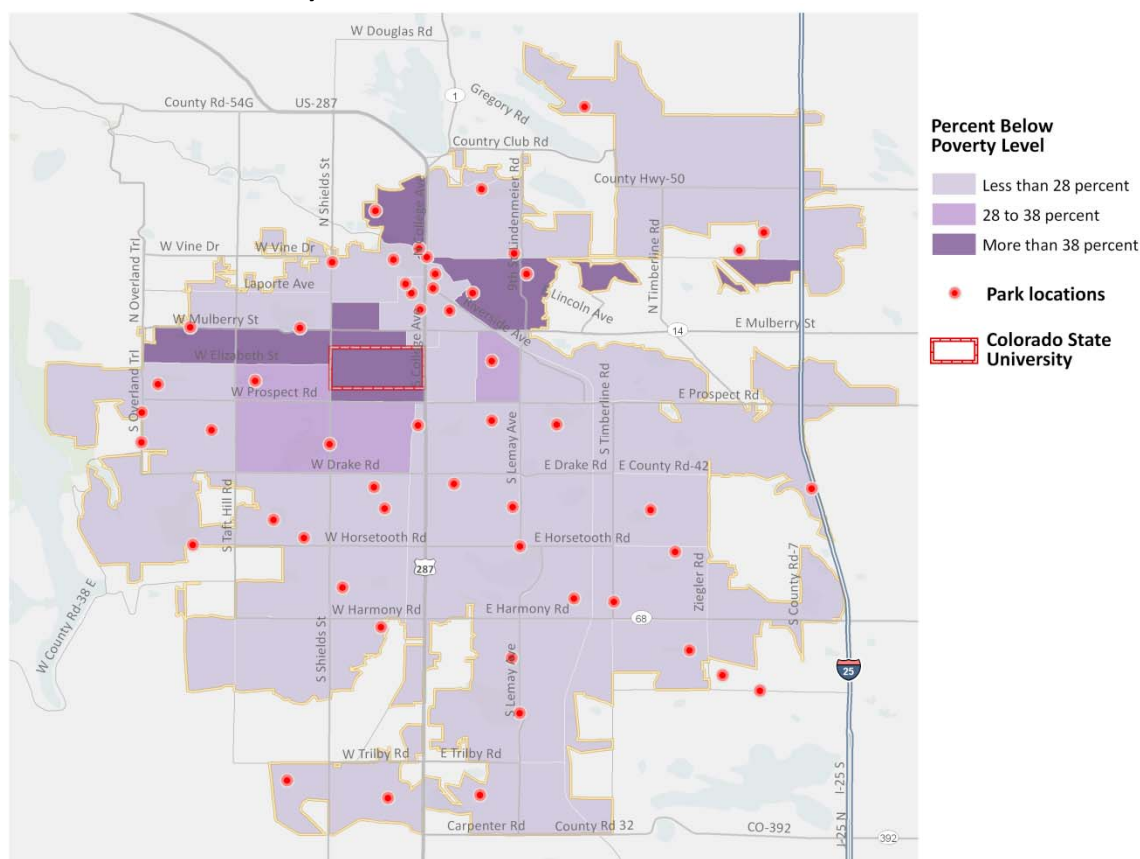 W Douglas Rd
County Rd-54G
US-287
1
Gregory Rd
Country Club Rd
County Hwy-50
N Shields St
N College Ave
Lindenmeier Rd
9th St
N Timberline Rd
N Overland Trl
W Vine Dr
W Vine Dr
Laporte Ave
E Lincoln Ave
Riverside Ave
W Mulberry St
14
E Mulberry St
W Elizabeth St
S College Ave
S Overland Trl
W Prospect Rd
E Prospect Rd
S Lemay Ave
S Timberline Rd
W Drake Rd
E Drake Rd
E County Rd-42
S Taft Hill Rd
W Horsetooth Rd
E Horsetooth Rd
287
Ziegler Rd
S County Rd-7
W County Rd-38 E
W Harmony Rd
E Harmony Rd
68
S Shields St
S Lemay Ave
25
W Trilby Rd
E Trilby Rd
I-25 S
I-25 N
Carpenter Rd
County Rd 32
CO-392
392
Percent Below
Poverty Level
Less than 28 percent
28 to 38 percent
More than 38 percent
Park locations
Colorado State
University